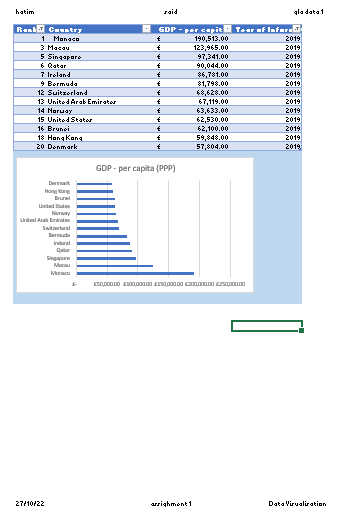 hatim said qla data1
Rank Country GDP - per capit Year of Inform
1 Monaco £ 190,513.00 2019
3 Macau £ 123,965.00 2019
5 Singapore £ 97,341.00 2019
6 Qatar £ 90,044.00 2019
7 Ireland £ 86,781.00 2019
9 Bermuda £ 81,798.00 2019
12 Switzerland £ 68,628.00 2019
13 United Arab Emirates £ 67,119.00 2019
14 Norway £ 63,633.00 2019
15 United States £ 62,530.00 2019
16 Brunei £ 62,100.00 2019
18 Hong Kong £ 59,848.00 2019
20 Denmark £ 57,804.00 2019
GDP - per capita (PPP)
Denmark
Hong Kong
Brunei
United States
Norway
United Arab Emirates
Switzerland
Bermuda
Ireland
Qatar
Singapore
Macau
Monaco
£- £50,000.00 £100,000.00 £150,000.00 £200,000.00 £250,000.00
27/10/22 assignment 1 Data Visualisation